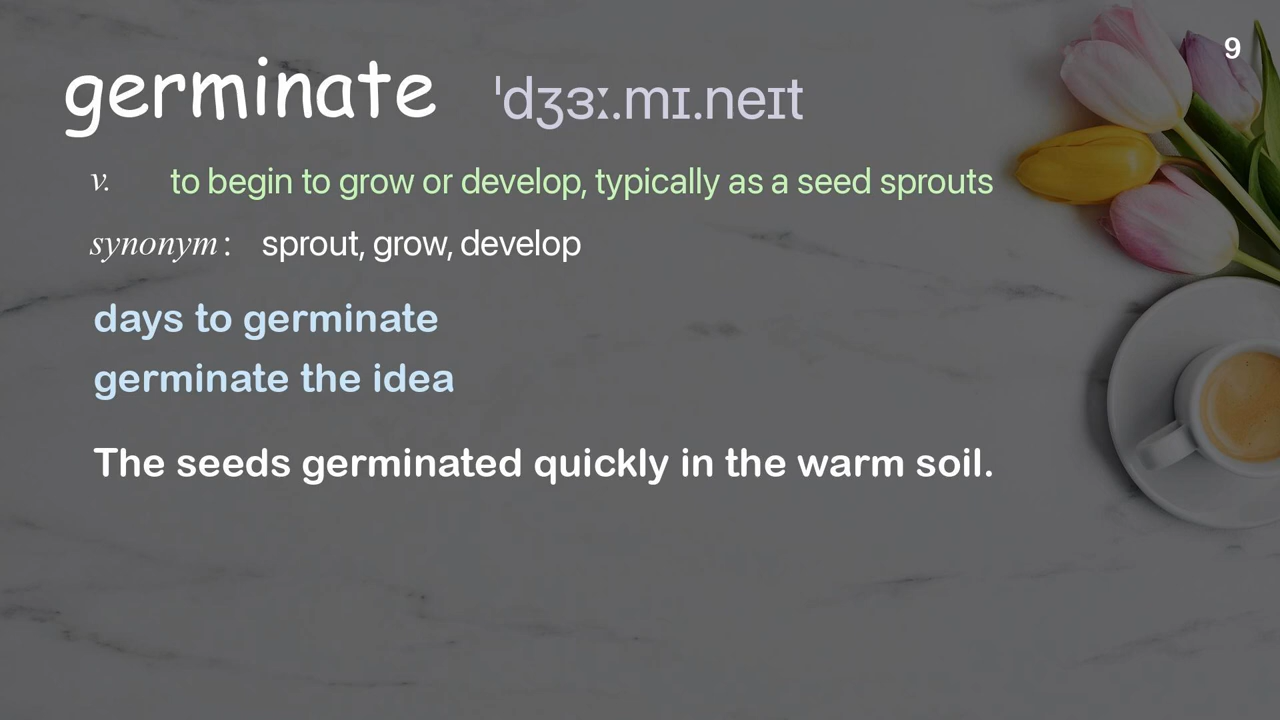 9
germinate ˈdʒɜː.mɪ.neɪt
v. to begin to grow or develop, typically as a seed sprouts
synonym: sprout, grow, develop
days to germinate
germinate the idea
The seeds germinated quickly in the warm soil.